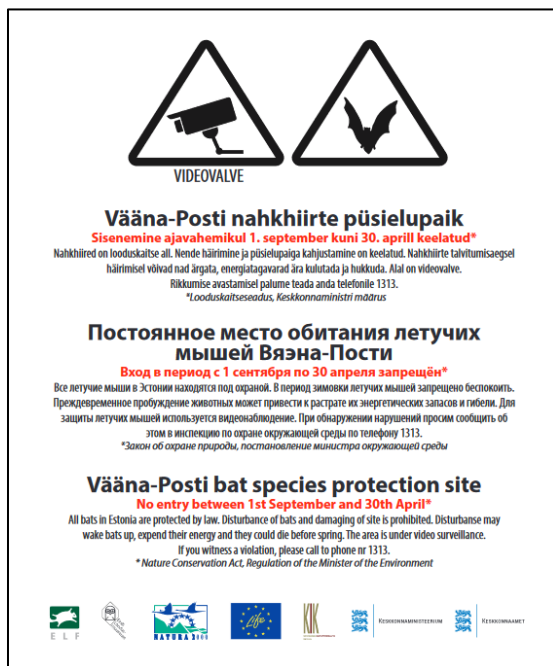 VIDEOVALVE
Vääna-Posti nahkhiirte püsielupaik
Sisenemine ajavahemikul 1. september kuni 30. aprill keelatud*
Nahkhiired on looduskaitse all. Nende häirimine ja püsielupaiga kahjustamine on keelatud. Nahkhiirte talvitumisaegsel
häirimisel võivad nad ärgata, energiatagavarad ära kulutada ja hukkuda. Alal on videovalve.
Rikkumise avastamisel palume teada anda telefonile 1313.
*Looduskaitseseadus, Keskkonnaministri määrus
Постоянное место обитания летучих
мышей Вяэна-Пости
Вход в период с 1 сентября по 30 апреля запрещён*
Все летучие мыши в Эстонии находятся под охраной. В период зимовки летучих мышей запрещено беспокоить.
Преждевременное пробуждение животных может привести к растрате их энергетических запасов и гибели. Для
защиты летучих мышей используется видеонаблюдение. При обнаружении нарушений просим сообщить об
этом в инспекцию по охране окружающей среды по телефону 1313.
*Закон об охране природы, постановление министра окружающей среды
Vääna-Posti bat species protection site
No entry between 1st September and 30th April*
All bats in Estonia are protected by law. Disturbance of bats and damaging of site is prohibited. Disturbanse may
wake bats up, expend their energy and they could die before spring. The area is under video surveillance.
If you witness a violation, please call to phone nr 1313.
* Nature Conservation Act, Regulation of the Minister of the Environment
ELF
NATURA 2000
Life
KIK
KESKKONNAMINISTEERIUM
KESKKONNAAMET